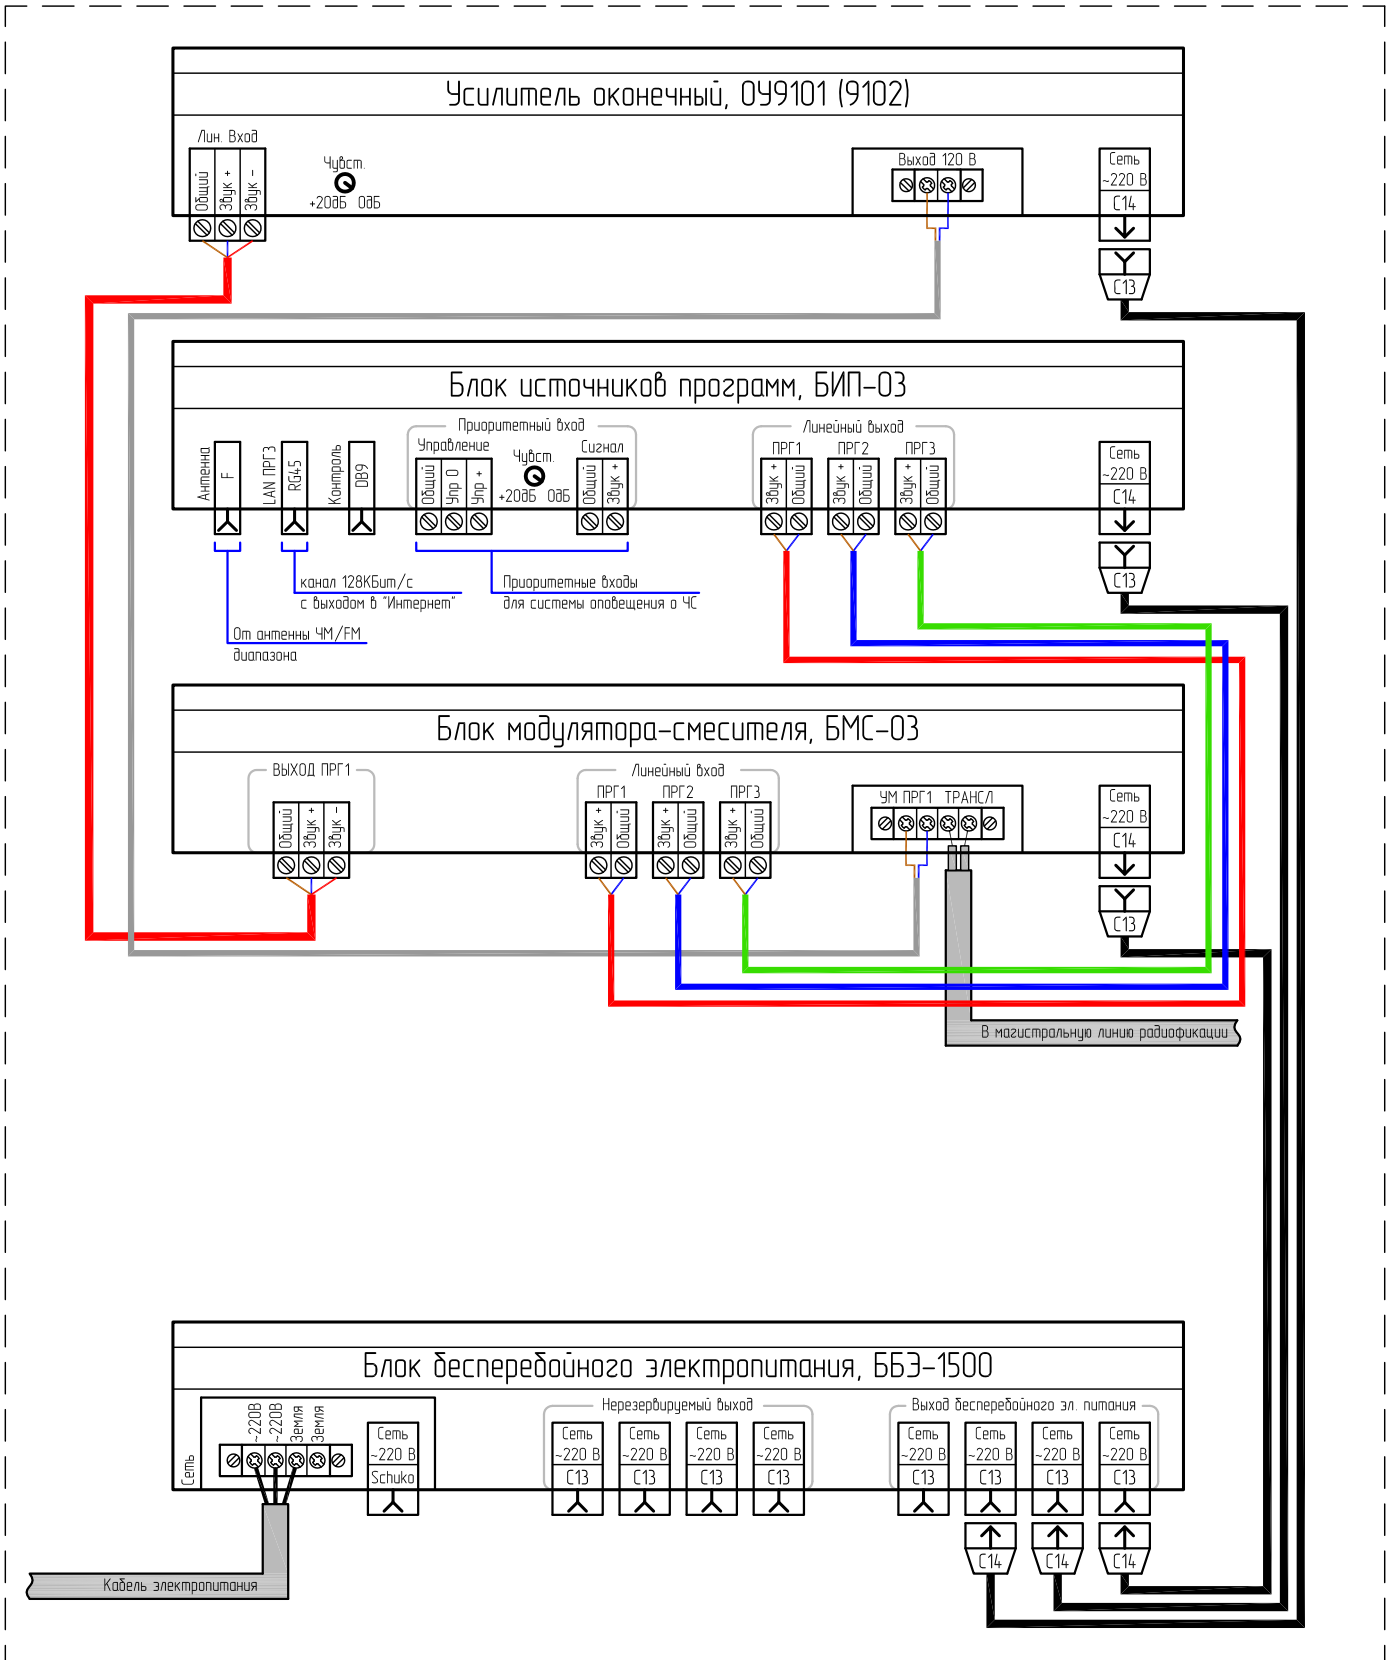 Усилитель оконечный, ОУ9101 (9102)
Лин. Вход
Общий
Звук +
Звук -
Чувст.
+20дБ 0дБ
Выход 120 В
Сеть
~220 В
С14
С13
Блок источников программ, БИП-03
Антенна
F
LAN ПРГ3
RG45
Контроль
DB9
Приоритетный вход
Управление
Общий
Упр 0
Упр +
Чувст.
+20дБ 0дБ
Сигнал
Общий
Звук +
Линейный выход
ПРГ1
ПРГ2
ПРГ3
Звук +
Общий
Звук +
Общий
Звук +
Общий
Сеть
~220 В
С14
С13
канал 128КБит/с
с выходом в "Интернет"
Приоритетные входы
для системы оповещения о ЧС
От антенны ЧМ/FM
диапазона
Блок модулятора-смесителя, БМС-03
ВЫХОД ПРГ1
Общий
Звук +
Звук -
Линейный вход
ПРГ1
ПРГ2
ПРГ3
Звук +
Общий
Звук +
Общий
Звук +
Общий
УМ ПРГ1 ТРАНСЛ
Сеть
~220 В
С14
С13
В магистральную линию радиофикации
Блок бесперебойного электропитания, ББЭ-1500
Сеть
~220В
~220В
Земля
Земля
Сеть
~220 В
Schuko
Нерезервируемый выход
Сеть
~220 В
С13
Сеть
~220 В
С13
Сеть
~220 В
С13
Сеть
~220 В
С13
Выход бесперебойного эл. питания
Сеть
~220 В
С13
Сеть
~220 В
С13
Сеть
~220 В
С13
Сеть
~220 В
С13
С14
С14
С14
Кабель электропитания